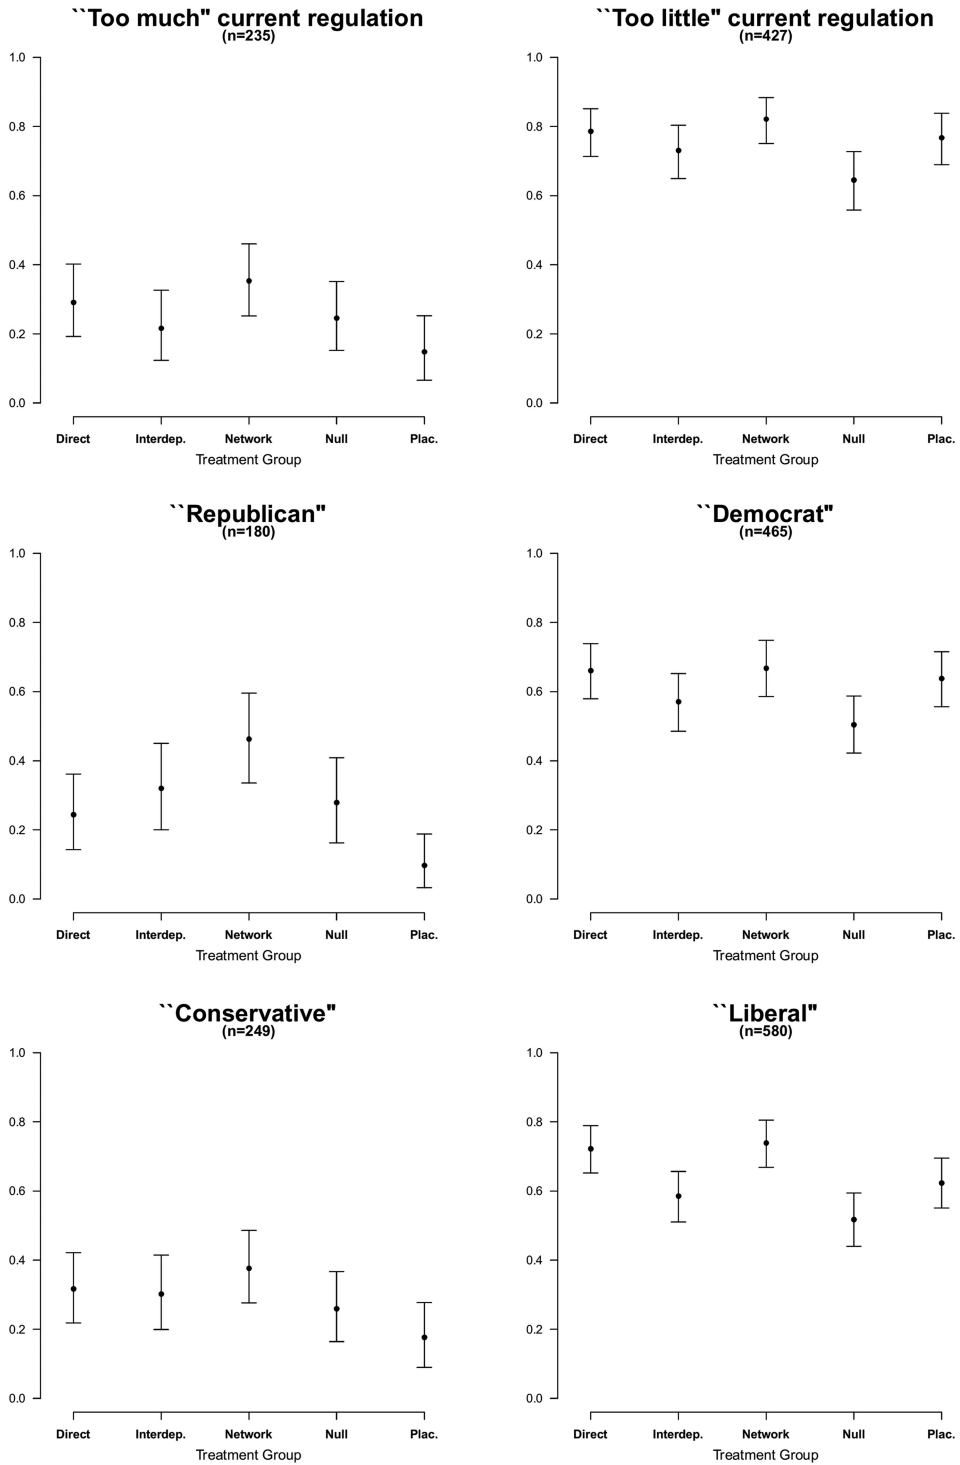 ``Too much" current regulation
(n=235)
1.0
0.8
0.6
0.4
0.2
0.0
Direct Interdep. Network Null Plac.
Treatment Group
``Too little" current regulation
(n=427)
1.0
0.8
0.6
0.4
0.2
0.0
Direct Interdep. Network Null Plac.
Treatment Group
``Republican"
(n=180)
1.0
0.8
0.6
0.4
0.2
0.0
Direct Interdep. Network Null Plac.
Treatment Group
``Democrat"
(n=465)
1.0
0.8
0.6
0.4
0.2
0.0
Direct Interdep. Network Null Plac.
Treatment Group
``Conservative"
(n=249)
1.0
0.8
0.6
0.4
0.2
0.0
Direct Interdep. Network Null Plac.
Treatment Group
``Liberal"
(n=580)
1.0
0.8
0.6
0.4
0.2
0.0
Direct Interdep. Network Null Plac.
Treatment Group